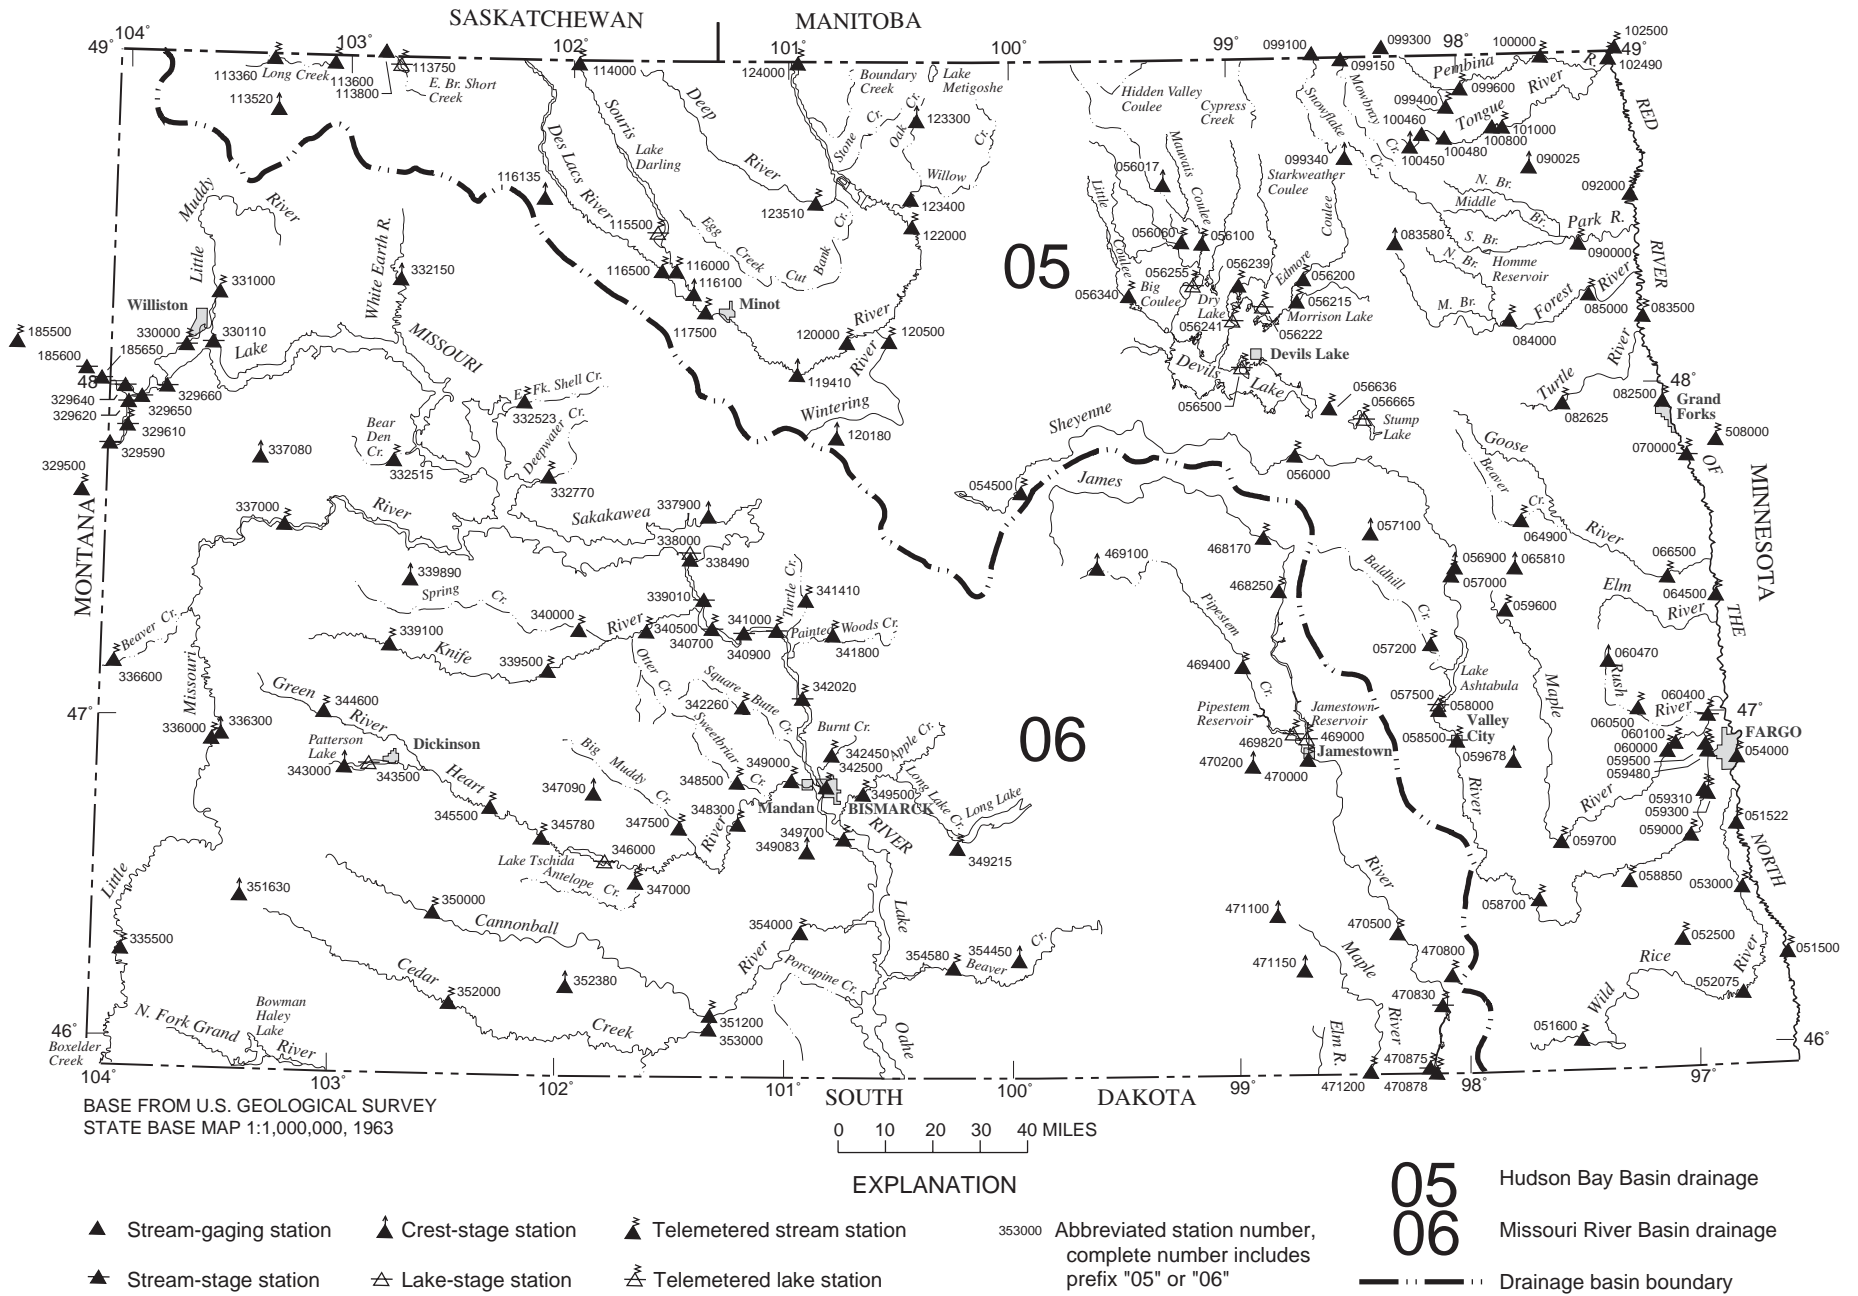 SASKATCHEWAN
MANITOBA
104°
49°
103°
102°
101°
100°
99°
98°
49°
113360
Long Creek
113600
113520
113800
113750
E. Br. Short
Creek
114000
124000
Boundary
Creek
Lake
Metigoshe
Hidden Valley
Coulee
Cypress
Creek
099100
099150
099300
100000
102500
102490
Pembina
River
R.
099600
099400
100460
100450
100480
Tongue
100800
101000
090025
092000
RED
Snowflake
Cr.
Mowbray
Cr.
099340
Starkweather
Coulee
Coulee
Souris
River
Lake
Darling
Des Lacs
River
Deep
River
Stone
Cr.
Oak
Cr.
123300
Cr.
Willow
116135
115500
123510
123400
122000
Egg
Creek
Cut
Bank
Cr.
116500
116000
116100
117500
Minot
120000
River
120500
River
119410
Wintering
120180
Little
Muddy
River
331000
Williston
330000
330110
Lake
White Earth R.
332150
MISSOURI
185500
185600
185650
48
329640
329620
329610
329590
329650
329660
329500
337080
Bear
Den
Cr.
332515
E. Fk. Shell Cr.
332523
Deepwater
Cr.
332770
05
056017
Mauvais
Coulee
Little
Coulee
056060
056100
056255
056239
Edmore
056200
056215
Morrison Lake
056222
056340
Big
Coulee
Dry
Lake
056241
Devils Lake
Devils
Lake
056500
056636
056665
Stump
Lake
083580
N. Br.
Middle
Br.
Park R.
S. Br.
090000
N. Br.
Homme
Reservoir
M. Br.
Forest
River
085000
084000
083500
RIVER
River
Turtle
082625
48°
082500
Grand
Forks
508000
070000
OF
MINNESOTA
Sheyenne
James
054500
056000
Goose
Beaver
Cr.
River
064900
066500
065810
057100
056900
057000
Baldhill
Cr.
059600
Elm
River
064500
THE
MONTANA
337000
River
Sakakawea
337900
338000
338490
339890
Spring
Cr.
340000
River
339010
340500
340700
341000
340900
Turtle Cr.
341410
Painted
Woods Cr.
341800
Beaver Cr.
336600
339100
Knife
339500
Otter
Cr.
Square
Butte
Cr.
342260
342020
Burnt Cr.
342450
342500
Apple Cr.
Missouri
Little
336000
336300
47°
Green
River
344600
Patterson
Lake
343000
343500
Dickinson
Heart
345500
345780
Big
Muddy
Cr.
347090
347500
Sweetbriar
Cr.
348500
348300
349000
Mandan
BISMARCK
349500
Long Lake
Cr.
Long Lake
349215
349700
349083
RIVER
River
Lake Tschida
346000
Antelope
Cr.
347000
06
468170
469100
468250
Pipestem
Cr.
469400
Pipestem
Reservoir
Jamestown
Reservoir
469820
469000
Jamestown
470200
470000
057200
Lake
Ashtabula
057500
058000
058500
Valley
City
059678
Maple
River
060470
Rush
River
060400
060500
060100
060000
059500
059480
47°
FARGO
054000
059310
059300
059000
059700
River
051522
058850
053000
NORTH
058700
351630
350000
Cannonball
River
Cedar
Creek
352000
352380
351200
353000
335500
N. Fork Grand
River
Bowman
Haley
Lake
46°
Boxelder
Creek
354000
Porcupine Cr.
Lake
Oahe
354580
354450
Beaver
Cr.
471100
471150
Maple
River
Elm R.
River
470500
470800
470830
470875
470878
471200
052500
051500
Rice
Wild
River
052075
051600
46°
104°
103°
102°
101°
100°
99°
98°
97°
SOUTH
DAKOTA
BASE FROM U.S. GEOLOGICAL SURVEY
STATE BASE MAP 1:1,000,000, 1963
0 10 20 30 40 MILES
EXPLANATION
Stream-gaging station
Crest-stage station
Telemetered stream station
Stream-stage station
Lake-stage station
Telemetered lake station
353000 Abbreviated station number,
complete number includes
prefix "05" or "06"
05 Hudson Bay Basin drainage
06 Missouri River Basin drainage
Drainage basin boundary